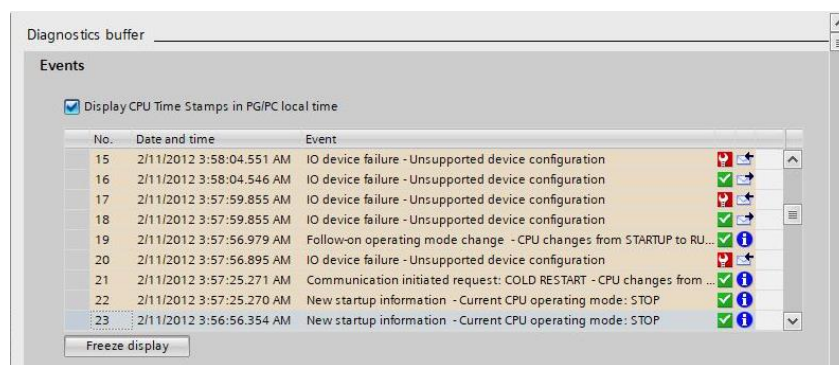 Diagnostics buffer
Events
Display CPU Time Stamps in PG/PC local time
No. Date and time Event
15 2/11/2012 3:58:04.551 AM IO device failure - Unsupported device configuration
16 2/11/2012 3:58:04.546 AM IO device failure - Unsupported device configuration
17 2/11/2012 3:57:59.855 AM IO device failure - Unsupported device configuration
18 2/11/2012 3:57:59.855 AM IO device failure - Unsupported device configuration
19 2/11/2012 3:57:56.979 AM Follow-on operating mode change - CPU changes from STARTUP to RU...
20 2/11/2012 3:57:56.895 AM IO device failure - Unsupported device configuration
21 2/11/2012 3:57:25.271 AM Communication initiated request: COLD RESTART - CPU changes from ...
22 2/11/2012 3:57:25.270 AM New startup information - Current CPU operating mode: STOP
23 2/11/2012 3:56:56.354 AM New startup information - Current CPU operating mode: STOP
Freeze display